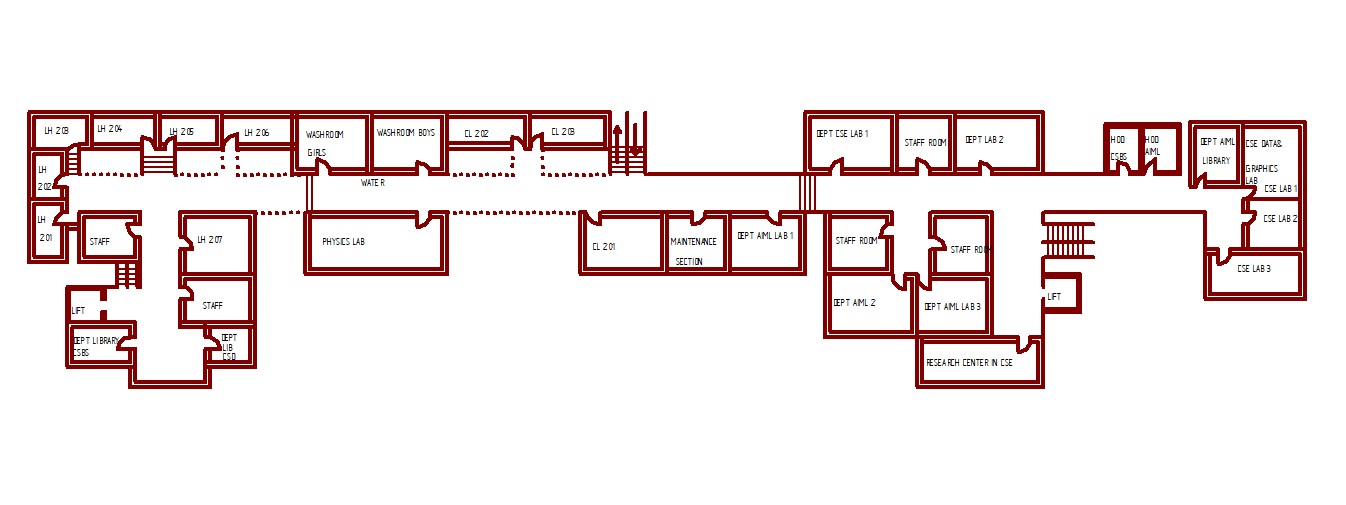 LH 203
LH 204
LH 205
LH 206
WASHROOM
GIRLS
WASHROOM BOYS
CL 202
CL 203
DEPT CSE LAB 1
STAFF ROOM
DEPT LAB 2
HOD
CSBS
HOD
AIML
DEPT AIML
LIBRARY
CSE DATA&
GRAPHICS
LAB
CSE LAB 1
LH
202
WATER
LH
201
STAFF
LH 207
PHYSICS LAB
CL 201
MAINTENANCE
SECTION
DEPT AIML LAB 1
STAFF ROOM
STAFF ROOM
CSE LAB 2
CSE LAB 3
LIFT
STAFF
DEPT AIML 2
DEPT AIML LAB 3
LIFT
DEPT LIBRARY
CSBS
DEPT
LIB
CSD
RESEARCH CENTER IN CSE